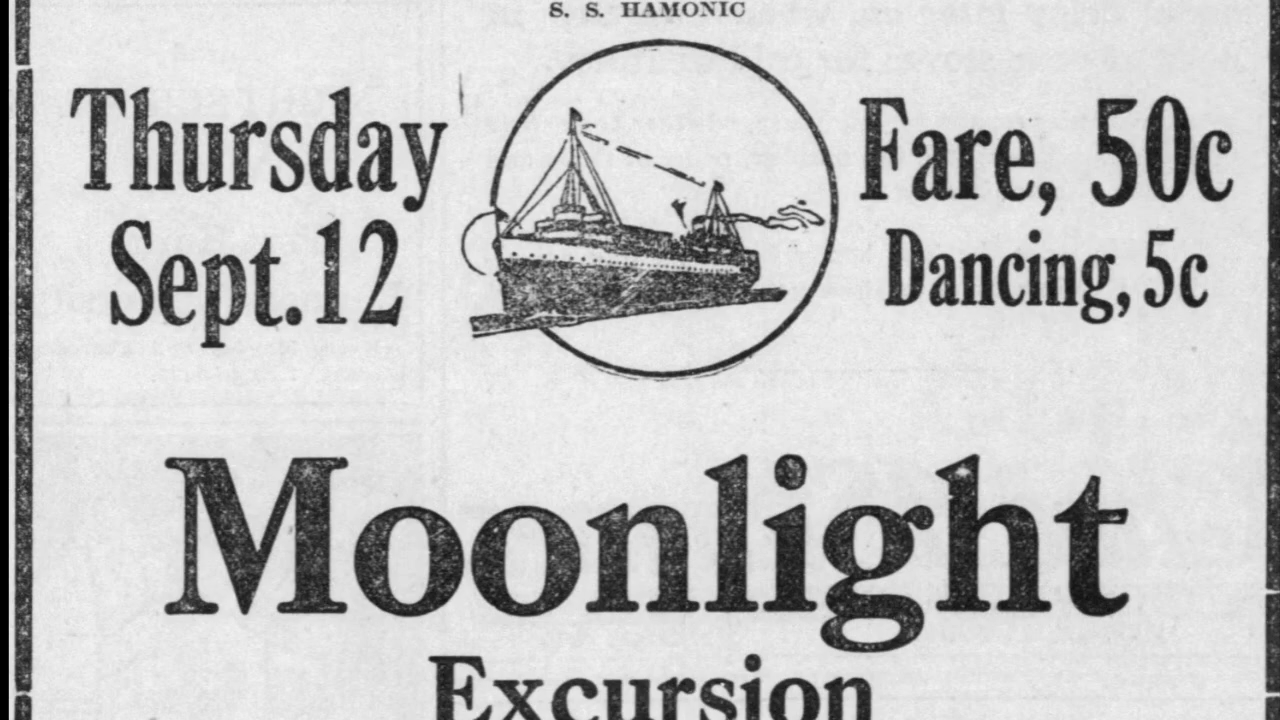 S. S. HAMONIC
Thursday
Sept. 12
Fare, 50c
Dancing, 5c
Moonlight
Excursion